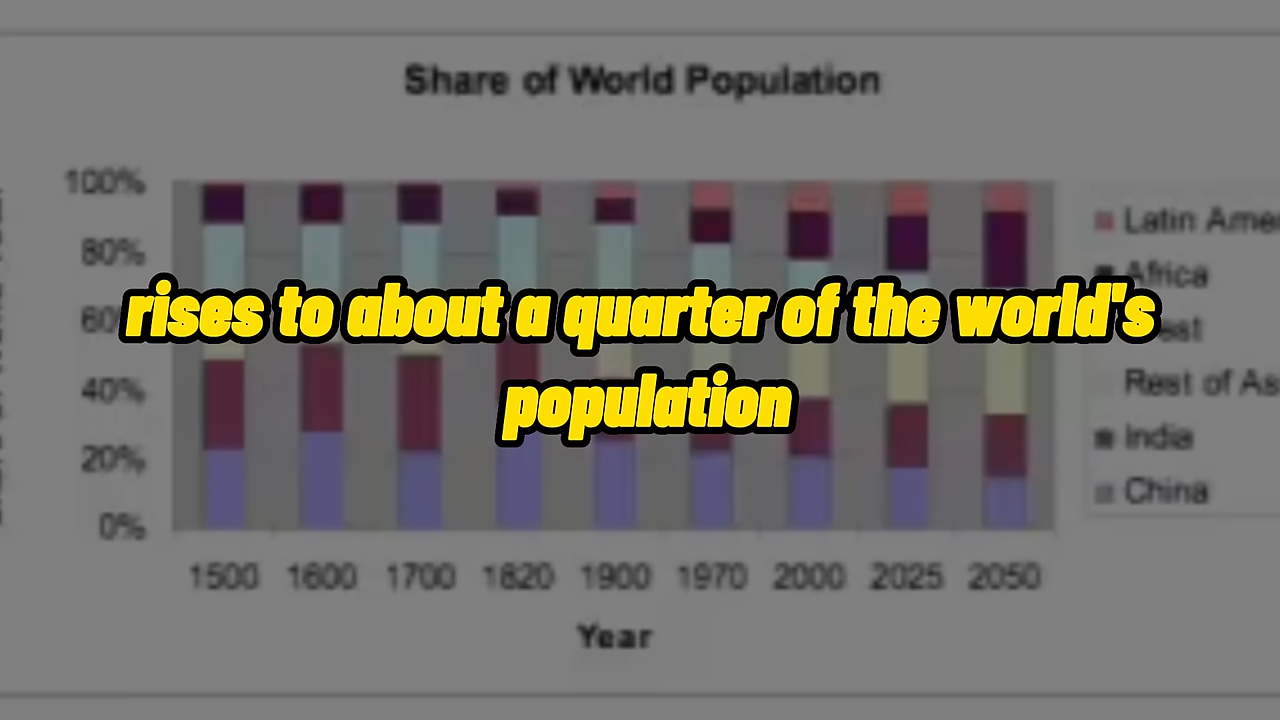 Share of World Population
100%
80%
60
40%
20%
0%
rises to about a quarter of the world's
population
Latin Ame
Africa
est
Rest of As
India
China
1500 1600 1700 1820 1900 1970 2000 2025 2050
Year